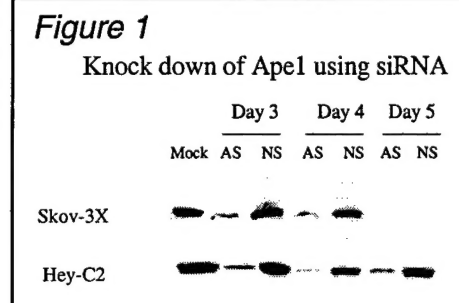 Figure 1
Knock down of Ape1 using siRNA
Day 3 Day 4 Day 5
Mock AS NS AS NS AS NS
Skov-3X
Hey-C2